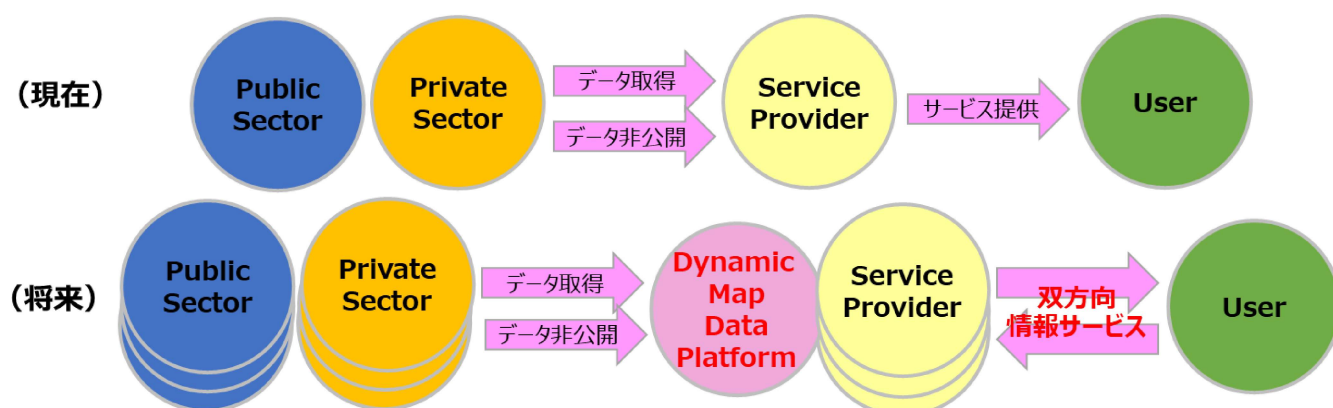 （現在）
Public
Sector
Private
Sector
データ取得
データ非公開
Service
Provider
サービス提供
User
（将来）
Public
Sector
Private
Sector
データ取得
データ非公開
Dynamic
Map
Data
Platform
Service
Provider
双方向
情報サービス
User